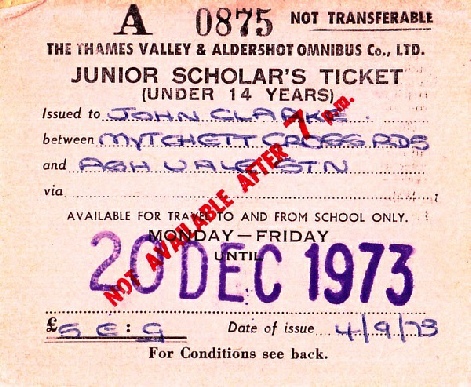 A 0875 NOT TRANSFERABLE
THE THAMES VALLEY & ALDERSHOT OMNIBUS Co., LTD.
JUNIOR SCHOLAR'S TICKET
(UNDER 14 YEARS)
Issued to JOHN CLARKE.
between MYTCHETT CROSS RDS
and ASH VALE STN
via
NOT AVAILABLE AFTER 7 p.m.
AVAILABLE FOR TRAVEL TO AND FROM SCHOOL ONLY.
MONDAY—FRIDAY
UNTIL
20 DEC 1973
£ Date of issue 4/9/73
For Conditions see back.